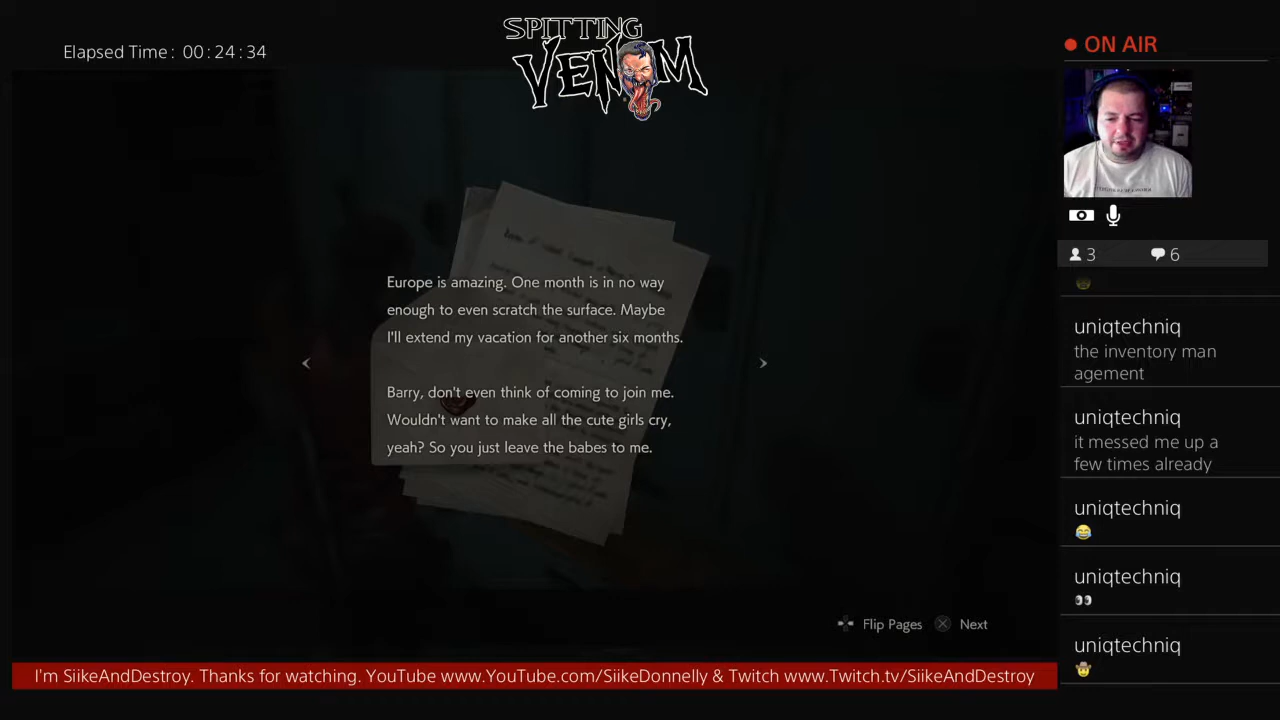 Elapsed Time: 00:24:34
SPITTING
VENOM
ON AIR
3
6
Europe is amazing. One month is in no way
enough to even scratch the surface. Maybe
I'll extend my vacation for another six months.
Barry, don't even think of coming to join me.
Wouldn't want to make all the cute girls cry,
yeah? So you just leave the babes to me.
Flip Pages
Next
uniqtechniq
the inventory man
agement
uniqtechniq
it messed me up a
few times already
uniqtechniq
😂
uniqtechniq
👀
uniqtechniq
🤠
I'm SiikeAndDestroy. Thanks for watching. YouTube www.YouTube.com/SiikeDonnelly & Twitch www.Twitch.tv/SiikeAndDestroy